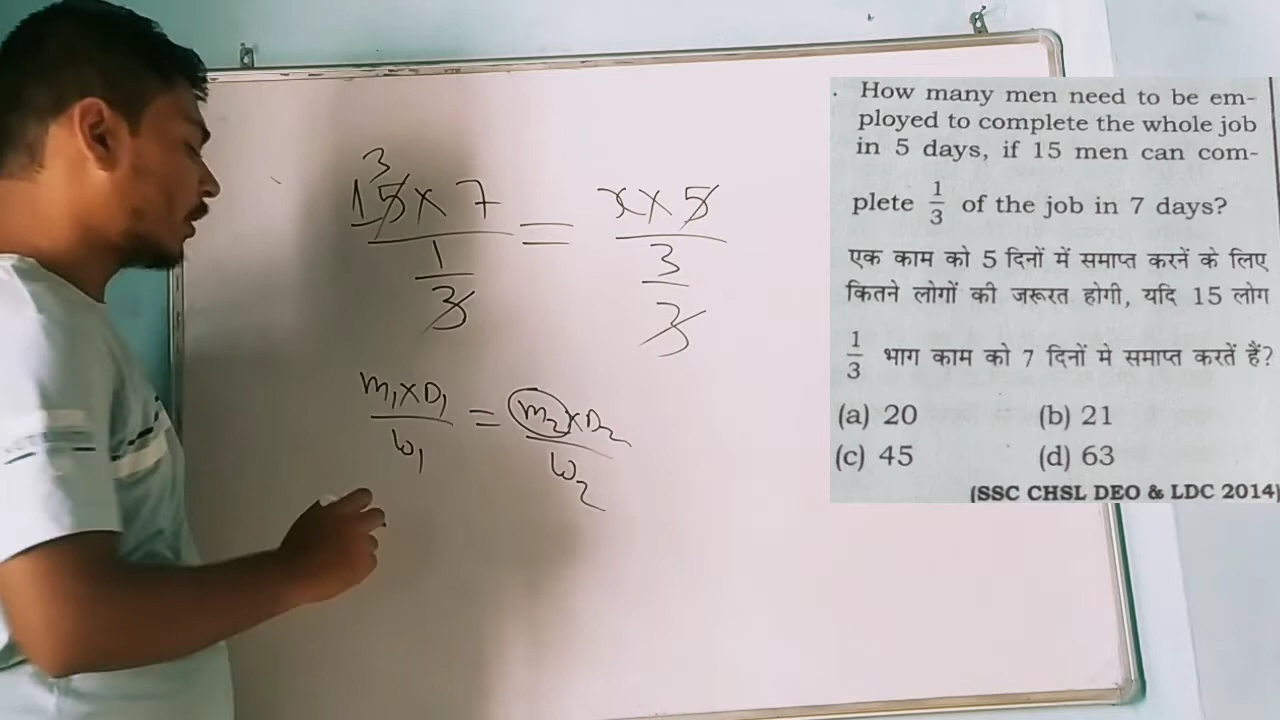 3
15 × 7 = x × 5
1 3
3 3
m₁×D₁ = m₂×D₂
w₁ w₂
. How many men need to be em-
ployed to complete the whole job
in 5 days, if 15 men can com-
plete 1/3 of the job in 7 days?
एक काम को 5 दिनों में समाप्त करनें के लिए
कितने लोगों की जरूरत होगी, यदि 15 लोग
1/3 भाग काम को 7 दिनों मे समाप्त करतें हैं?
(a) 20 (b) 21
(c) 45 (d) 63
(SSC CHSL DEO & LDC 2014)